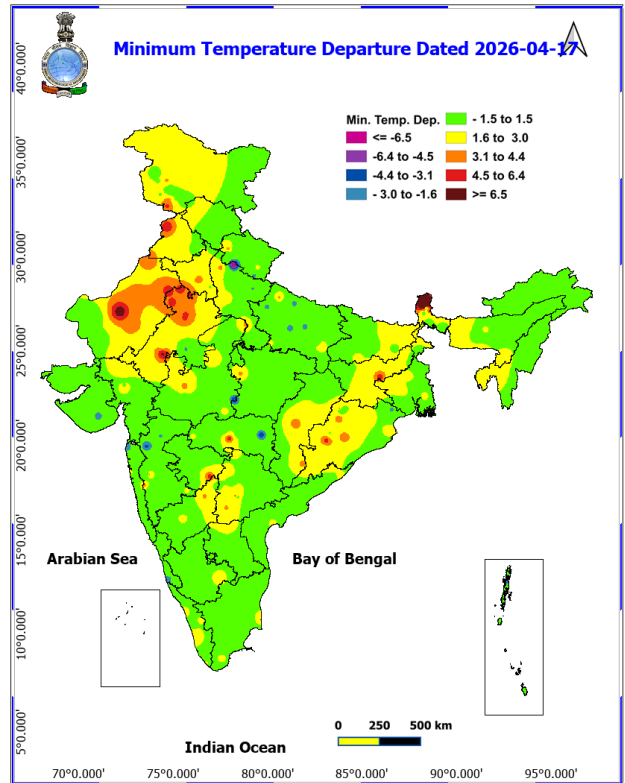 Minimum Temperature Departure Dated 2026-04-17
Min. Temp. Dep.
<= -6.5
-6.4 to -4.5
-4.4 to -3.1
- 3.0 to -1.6
- 1.5 to 1.5
1.6 to 3.0
3.1 to 4.4
4.5 to 6.4
>= 6.5
40°0.000'
35°0.000'
30°0.000'
25°0.000'
20°0.000'
15°0.000'
10°0.000'
5°0.000'
Arabian Sea
Bay of Bengal
Indian Ocean
0 250 500 km
70°0.000' 75°0.000' 80°0.000' 85°0.000' 90°0.000' 95°0.000'